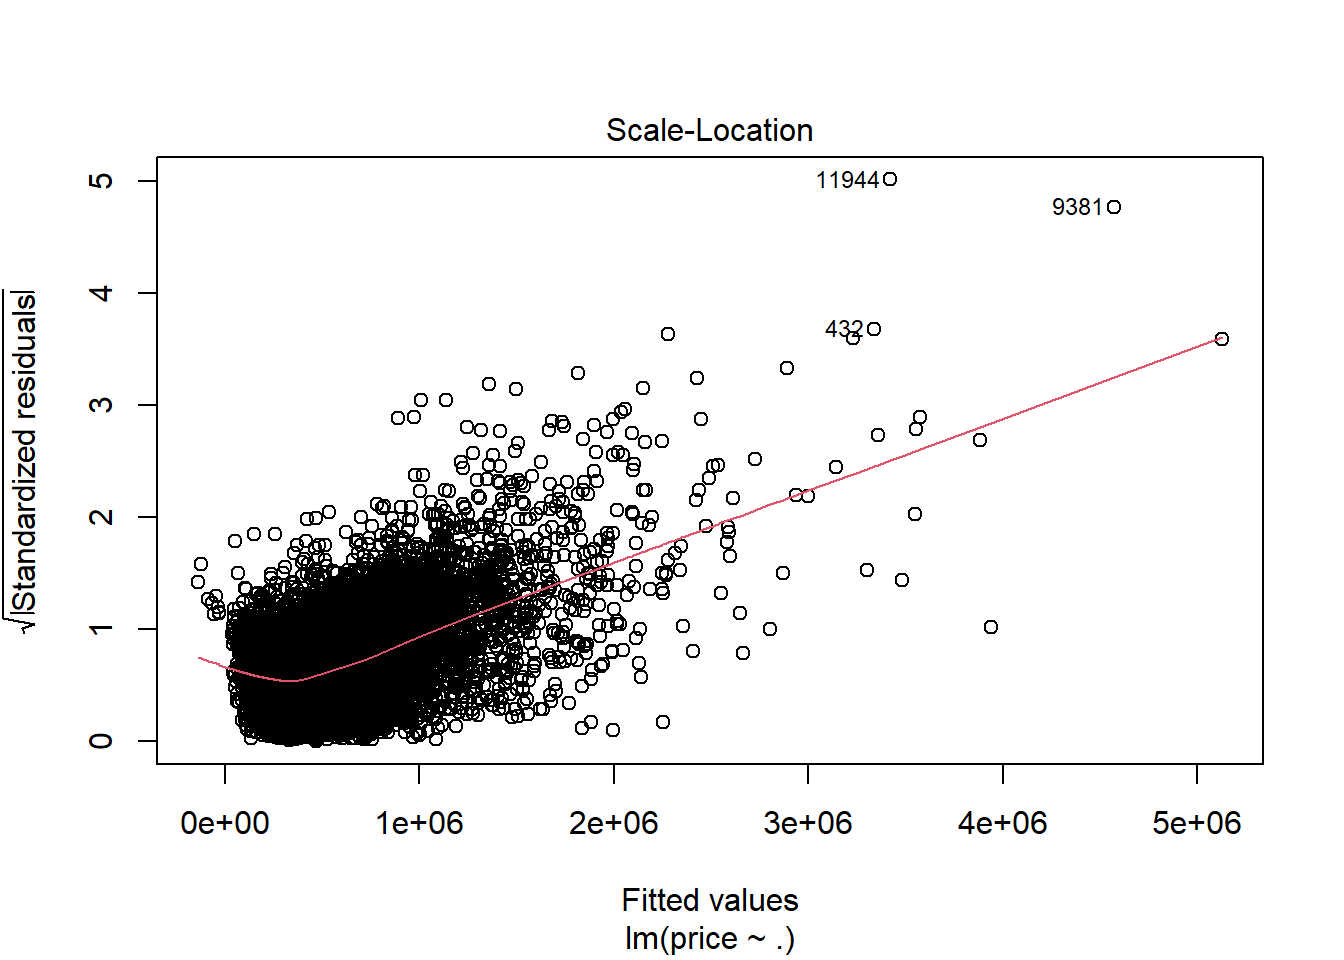 Scale-Location
√|Standardized residuals|
5
4
3
2
1
0
11944
9381
432
0e+00 1e+06 2e+06 3e+06 4e+06 5e+06
Fitted values
lm(price ~ .)